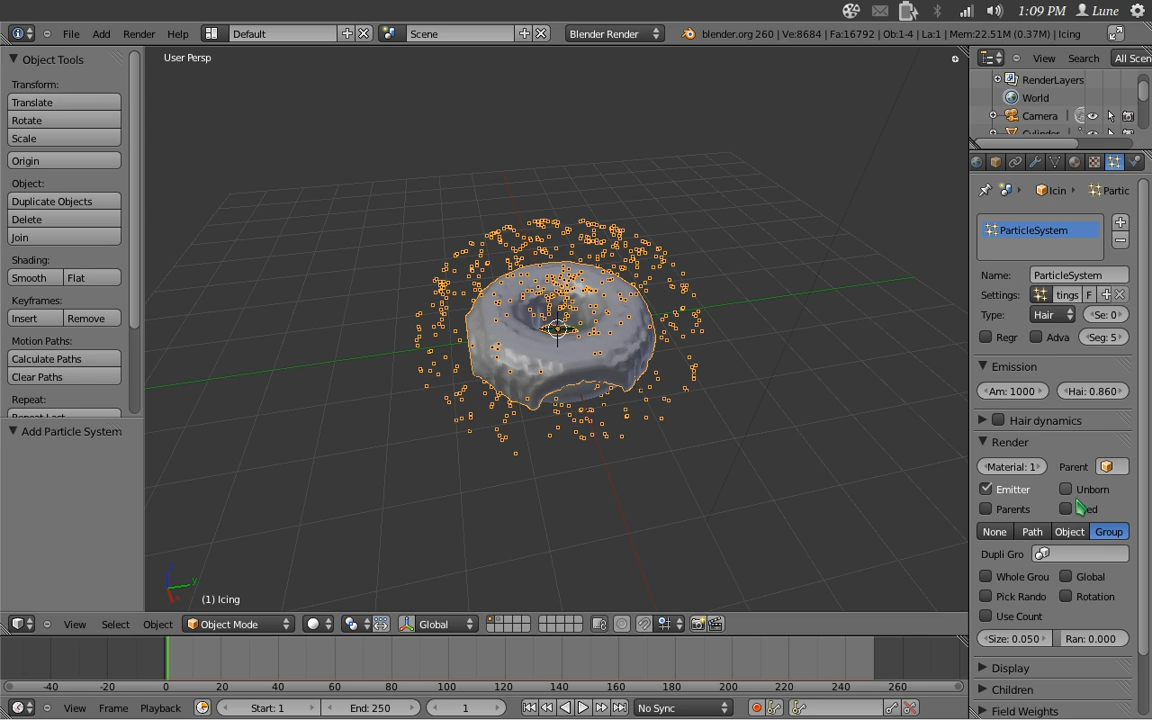 1:09 PM Lune
File Add Render Help Default Scene Blender Render blender.org 260 | Ve:8684 | Fa:16792 | Ob:1-4 | La:1 | Mem:22.51M (0.37M) | Icing
Object Tools
Transform:
Translate
Rotate
Scale
Origin
Object:
Duplicate Objects
Delete
Join
Shading:
Smooth Flat
Keyframes:
Insert Remove
Motion Paths:
Calculate Paths
Clear Paths
Repeat:
Repeat Last
Add Particle System
User Persp
(1) Icing
View Search All Scen
RenderLayers
World
Camera
Cylinder
Icin Partic
ParticleSystem
Name: ParticleSystem
Settings: tings F
Type: Hair Se: 0
Regr Adva Seg: 5
Emission
Am: 1000 Hai: 0.860
Hair dynamics
Render
Material: 1 Parent
Emitter Unborn
Parents ed
None Path Object Group
Dupli Gro
Whole Grou Global
Pick Rando Rotation
Use Count
Size: 0.050 Ran: 0.000
Display
Children
Field Weights
View Select Object Object Mode Global
-40 -20 0 20 40 60 80 100 120 140 160 180 200 220 240 260
View Frame Playback Start: 1 End: 250 1 No Sync